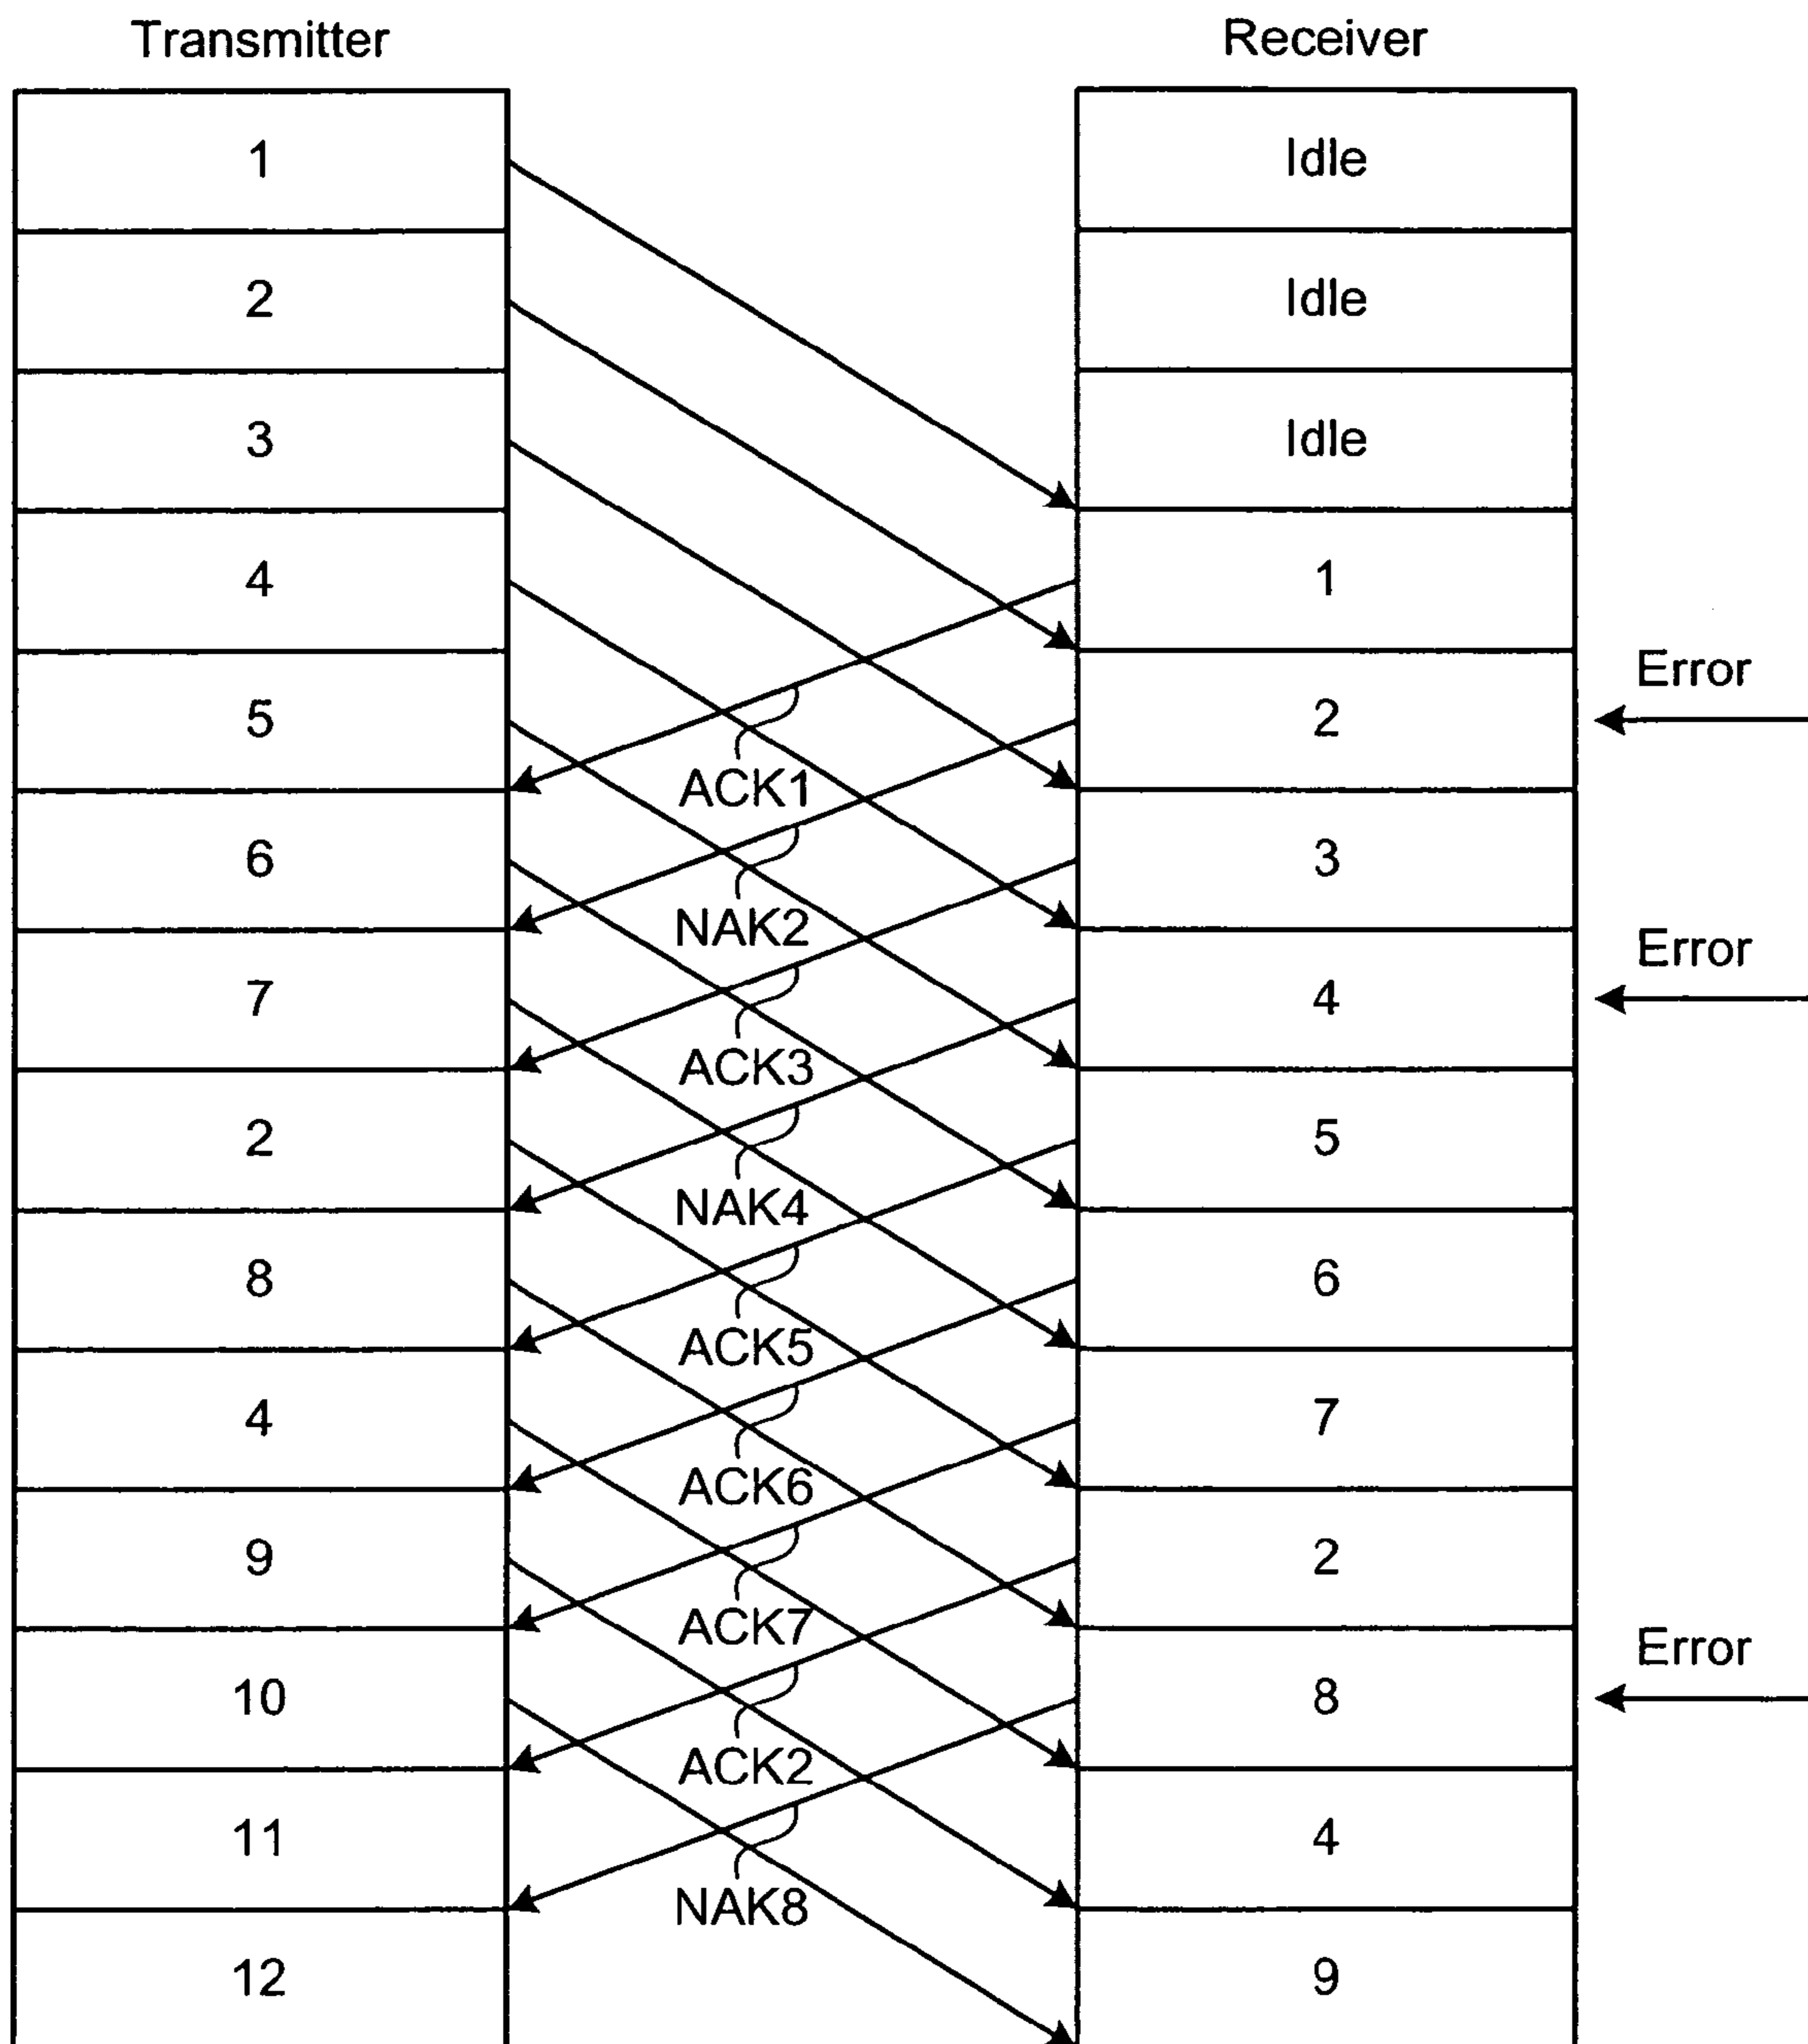 Transmitter
Receiver
1
Idle
2
Idle
3
Idle
4
1
5
2
Error
ACK1
6
3
NAK2
7
4
Error
ACK3
2
5
NAK4
8
6
ACK5
4
7
ACK6
9
2
ACK7
10
8
Error
ACK2
11
4
NAK8
12
9